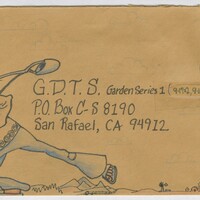 G.D.T.S. Garden Series 1
P.O. Box C-S 8190
San Rafael, CA 94912